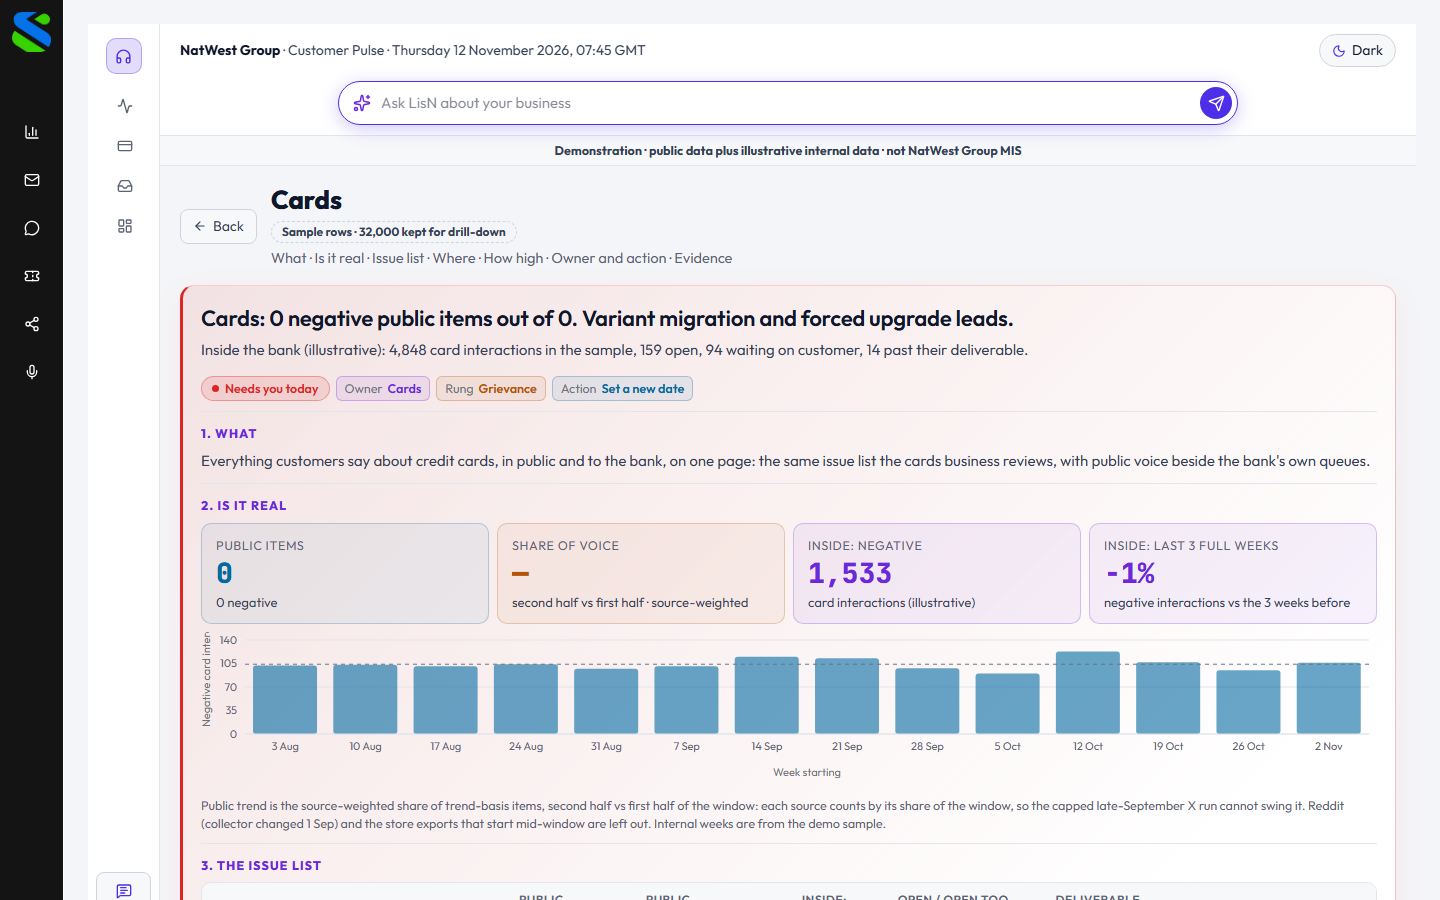 NatWest Group · Customer Pulse · Thursday 12 November 2026, 07:45 GMT
Dark
Ask LisN about your business
Demonstration · public data plus illustrative internal data · not NatWest Group MIS
Back
Cards
Sample rows · 32,000 kept for drill-down
What · Is it real · Issue list · Where · How high · Owner and action · Evidence
Cards: 0 negative public items out of 0. Variant migration and forced upgrade leads.
Inside the bank (illustrative): 4,848 card interactions in the sample, 159 open, 94 waiting on customer, 14 past their deliverable.
Needs you today
Owner Cards
Rung Grievance
Action Set a new date
1. WHAT
Everything customers say about credit cards, in public and to the bank, on one page: the same issue list the cards business reviews, with public voice beside the bank's own queues.
2. IS IT REAL
PUBLIC ITEMS
0
0 negative
SHARE OF VOICE
—
second half vs first half · source-weighted
INSIDE: NEGATIVE
1,533
card interactions (illustrative)
INSIDE: LAST 3 FULL WEEKS
-1%
negative interactions vs the 3 weeks before
Negative card inter
140
105
70
35
0
3 Aug 10 Aug 17 Aug 24 Aug 31 Aug 7 Sep 14 Sep 21 Sep 28 Sep 5 Oct 12 Oct 19 Oct 26 Oct 2 Nov
Week starting
Public trend is the source-weighted share of trend-basis items, second half vs first half of the window: each source counts by its share of the window, so the capped late-September X run cannot swing it. Reddit
(collector changed 1 Sep) and the store exports that start mid-window are left out. Internal weeks are from the demo sample.
3. THE ISSUE LIST
PUBLIC PUBLIC INSIDE: OPEN / OPEN TOO DELIVERABLE